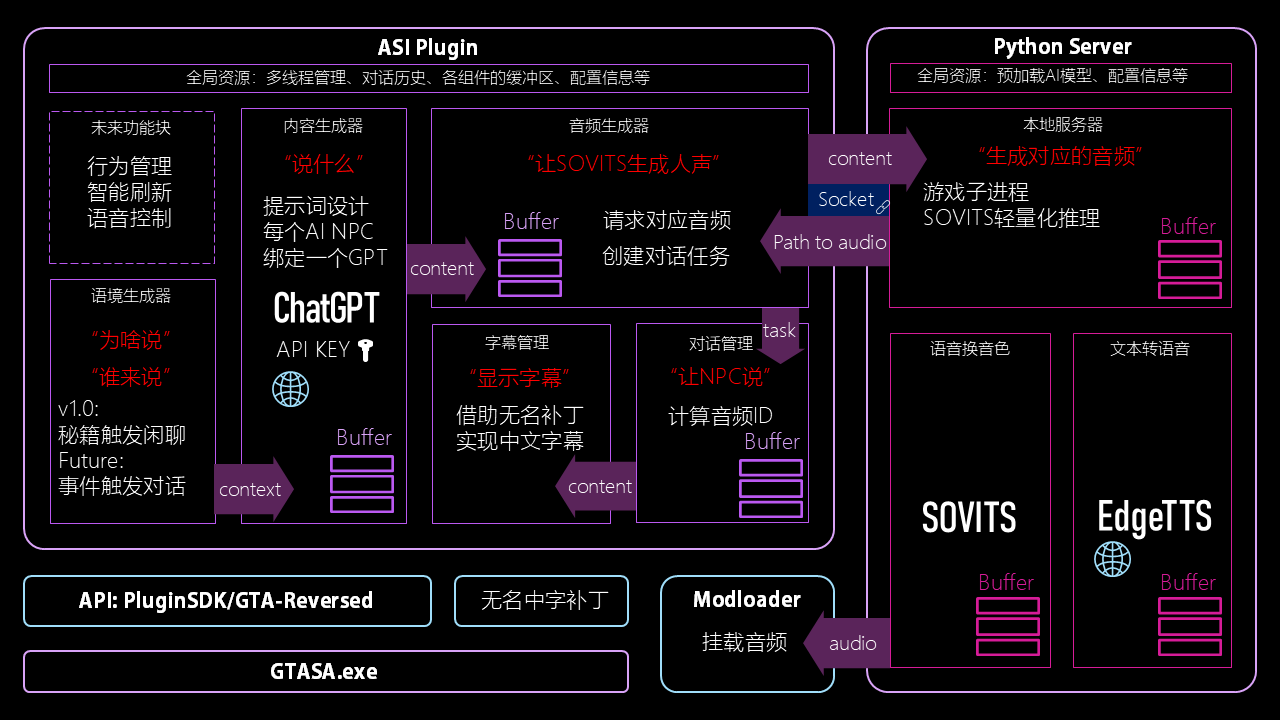 ASI Plugin
全局资源：多线程管理、对话历史、各组件的缓冲区、配置信息等
未来功能块
行为管理
智能刷新
语音控制
语境生成器
“为啥说”
“谁来说”
v1.0:
秘籍触发闲聊
Future:
事件触发对话
context
内容生成器
“说什么”
提示词设计
每个AI NPC
绑定一个GPT
ChatGPT
API KEY
Buffer
content
音频生成器
“让SOVITS生成人声”
Buffer
请求对应音频
创建对话任务
task
字幕管理
“显示字幕”
借助无名补丁
实现中文字幕
对话管理
“让NPC说”
计算音频ID
Buffer
content
content
Socket
Path to audio
Python Server
全局资源：预加载AI模型、配置信息等
本地服务器
“生成对应的音频”
游戏子进程
SOVITS轻量化推理
Buffer
语音换音色
SOVITS
Buffer
文本转语音
EdgeTTS
Buffer
audio
API: PluginSDK/GTA-Reversed
无名中字补丁
Modloader
挂载音频
GTASA.exe